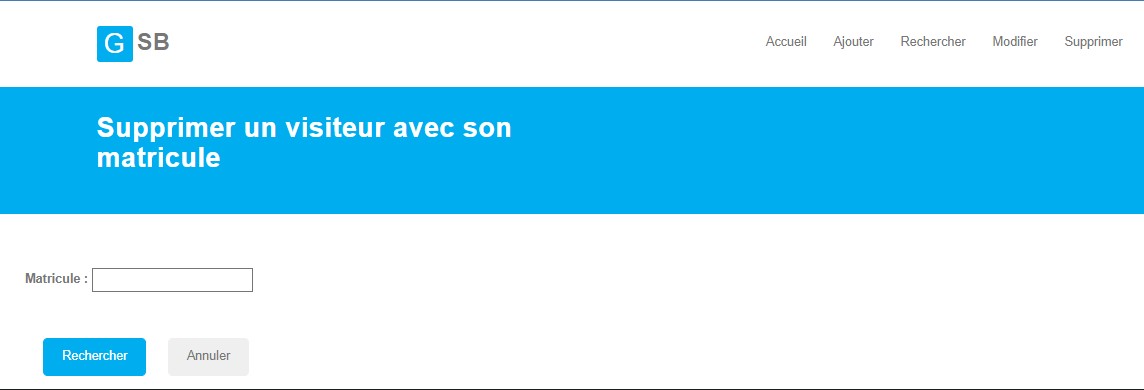 G SB
Accueil Ajouter Rechercher Modifier Supprimer
Supprimer un visiteur avec son
matricule
Matricule :
Rechercher Annuler